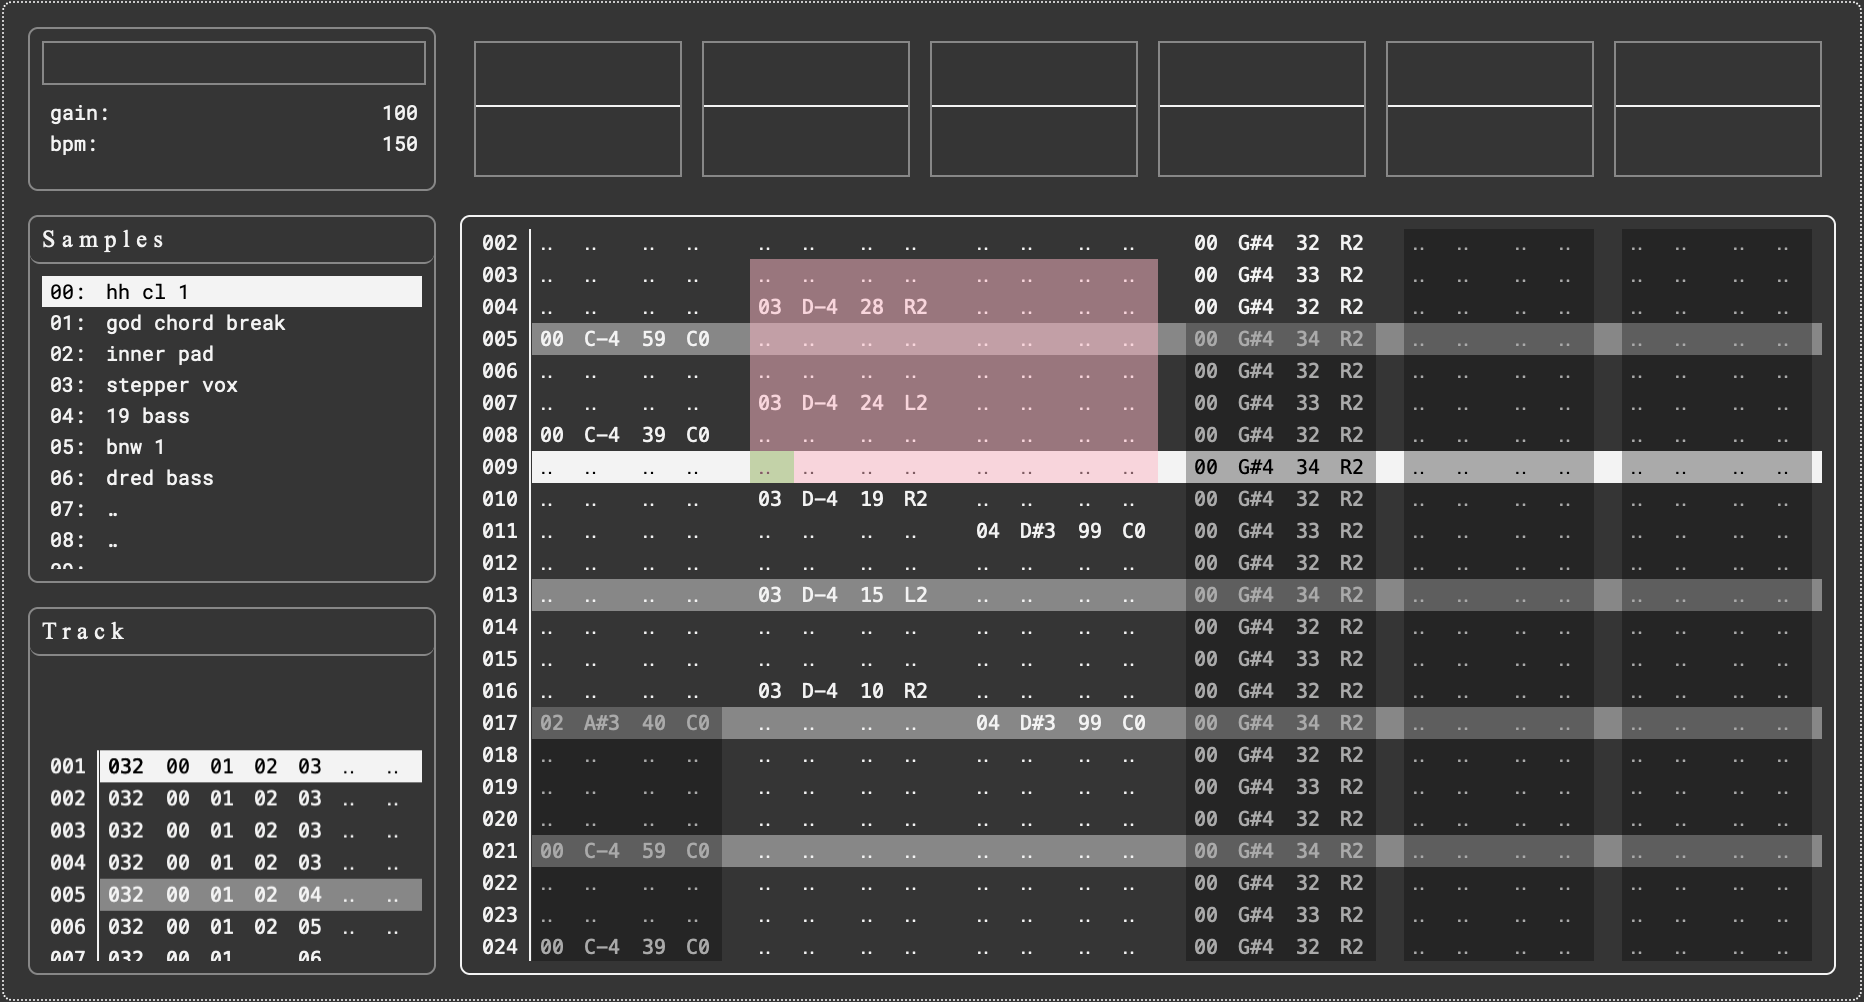 gain: 100
bpm: 150
Samples
00: hh cl 1
01: god chord break
02: inner pad
03: stepper vox
04: 19 bass
05: bnw 1
06: dred bass
07: ..
08: ..
Track
001 032 00 01 02 03 .. ..
002 032 00 01 02 03 .. ..
003 032 00 01 02 03 .. ..
004 032 00 01 02 03 .. ..
005 032 00 01 02 04 .. ..
006 032 00 01 02 05 .. ..
007 032 00 01 06
002 .. .. .. .. .. .. .. .. .. .. .. .. 00 G#4 32 R2 .. .. .. .. .. .. .. ..
003 .. .. .. .. .. .. .. .. .. .. .. .. 00 G#4 33 R2 .. .. .. .. .. .. .. ..
004 .. .. .. .. 03 D-4 28 R2 .. .. .. .. 00 G#4 32 R2 .. .. .. .. .. .. .. ..
005 00 C-4 59 C0 .. .. .. .. .. .. .. .. 00 G#4 34 R2 .. .. .. .. .. .. .. ..
006 .. .. .. .. .. .. .. .. .. .. .. .. 00 G#4 32 R2 .. .. .. .. .. .. .. ..
007 .. .. .. .. 03 D-4 24 L2 .. .. .. .. 00 G#4 33 R2 .. .. .. .. .. .. .. ..
008 00 C-4 39 C0 .. .. .. .. .. .. .. .. 00 G#4 32 R2 .. .. .. .. .. .. .. ..
009 .. .. .. .. .. .. .. .. .. .. .. .. 00 G#4 34 R2 .. .. .. .. .. .. .. ..
010 .. .. .. .. 03 D-4 19 R2 .. .. .. .. 00 G#4 32 R2 .. .. .. .. .. .. .. ..
011 .. .. .. .. .. .. .. .. 04 D#3 99 C0 00 G#4 33 R2 .. .. .. .. .. .. .. ..
012 .. .. .. .. .. .. .. .. .. .. .. .. 00 G#4 32 R2 .. .. .. .. .. .. .. ..
013 .. .. .. .. 03 D-4 15 L2 .. .. .. .. 00 G#4 34 R2 .. .. .. .. .. .. .. ..
014 .. .. .. .. .. .. .. .. .. .. .. .. 00 G#4 32 R2 .. .. .. .. .. .. .. ..
015 .. .. .. .. .. .. .. .. .. .. .. .. 00 G#4 33 R2 .. .. .. .. .. .. .. ..
016 .. .. .. .. 03 D-4 10 R2 .. .. .. .. 00 G#4 32 R2 .. .. .. .. .. .. .. ..
017 02 A#3 40 C0 .. .. .. .. 04 D#3 99 C0 00 G#4 34 R2 .. .. .. .. .. .. .. ..
018 .. .. .. .. .. .. .. .. .. .. .. .. 00 G#4 32 R2 .. .. .. .. .. .. .. ..
019 .. .. .. .. .. .. .. .. .. .. .. .. 00 G#4 33 R2 .. .. .. .. .. .. .. ..
020 .. .. .. .. .. .. .. .. .. .. .. .. 00 G#4 32 R2 .. .. .. .. .. .. .. ..
021 00 C-4 59 C0 .. .. .. .. .. .. .. .. 00 G#4 34 R2 .. .. .. .. .. .. .. ..
022 .. .. .. .. .. .. .. .. .. .. .. .. 00 G#4 32 R2 .. .. .. .. .. .. .. ..
023 .. .. .. .. .. .. .. .. .. .. .. .. 00 G#4 33 R2 .. .. .. .. .. .. .. ..
024 00 C-4 39 C0 .. .. .. .. .. .. .. .. 00 G#4 32 R2 .. .. .. .. .. .. .. ..